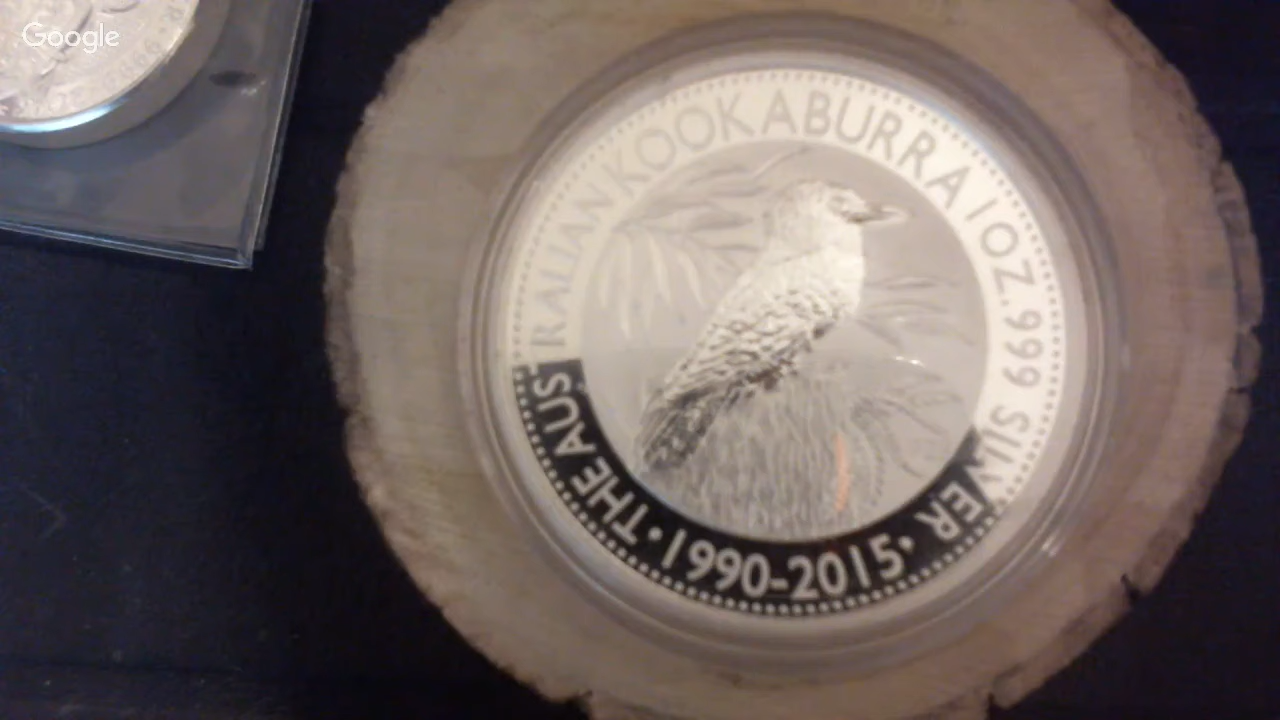 Google
THE AUSTRALIAN KOOKABURRA 1 OZ. 999 SILVER
• 1990-2015 •